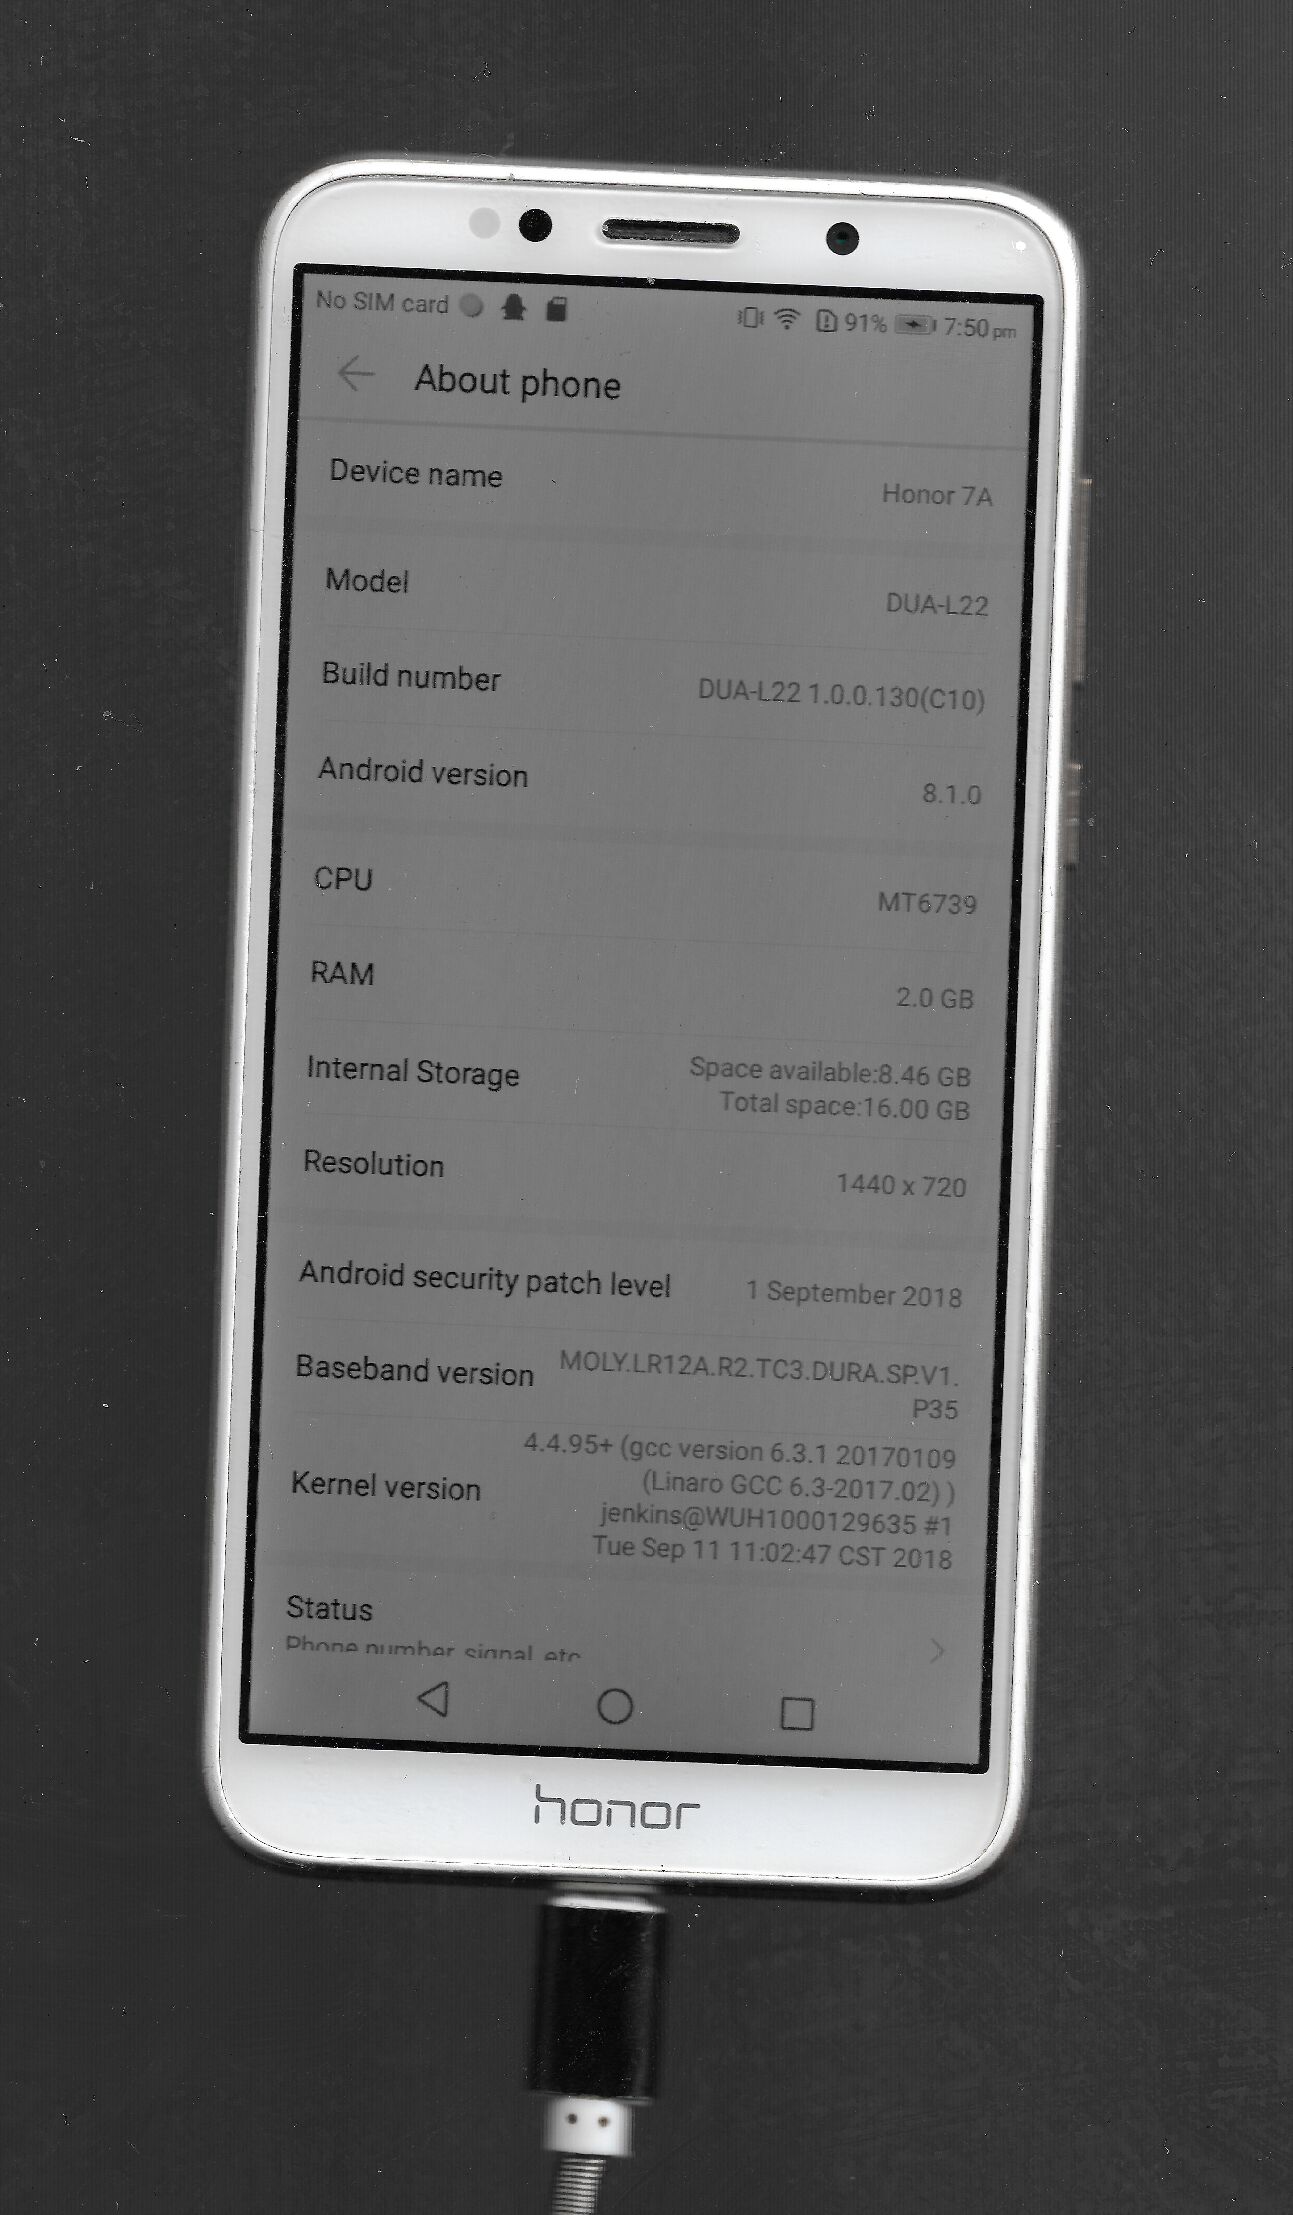 No SIM card 91% 7:50 pm
About phone
Device name
Honor 7A
Model
DUA-L22
Build number
DUA-L22 1.0.0.130(C10)
Android version
8.1.0
CPU
MT6739
RAM
2.0 GB
Internal Storage
Space available:8.46 GB
Total space:16.00 GB
Resolution
1440 x 720
Android security patch level
1 September 2018
Baseband version
MOLY.LR12A.R2.TC3.DURA.SP.V1.
P35
Kernel version
4.4.95+ (gcc version 6.3.1 20170109
(Linaro GCC 6.3-2017.02) )
jenkins@WUH1000129635 #1
Tue Sep 11 11:02:47 CST 2018
Status
Phone number, signal, etc.
honor